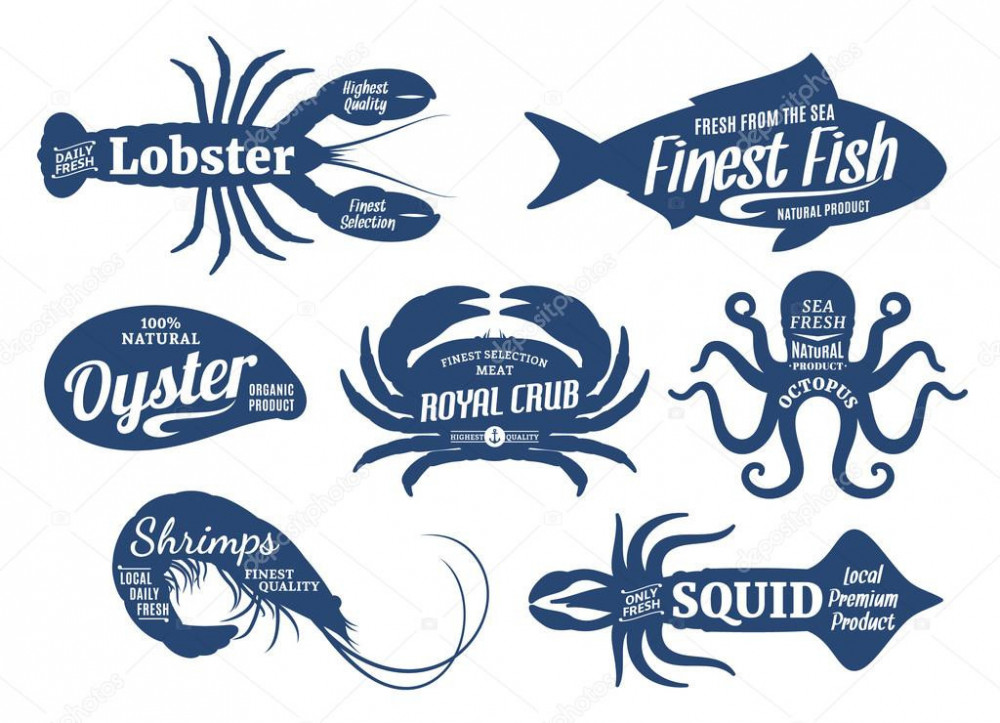 Highest
Quality
DAILY
FRESH
Lobster
Finest
Selection
FRESH FROM THE SEA
Finest Fish
NATURAL PRODUCT
100%
NATURAL
Oyster
ORGANIC
PRODUCT
FINEST SELECTION
MEAT
ROYAL CRUB
HIGHEST QUALITY
SEA
FRESH
NATURAL
PRODUCT
OCTOPUS
Shrimps
LOCAL
DAILY
FRESH
FINEST
QUALITY
ONLY
FRESH
SQUID
Local
Premium
Product
depositphotos